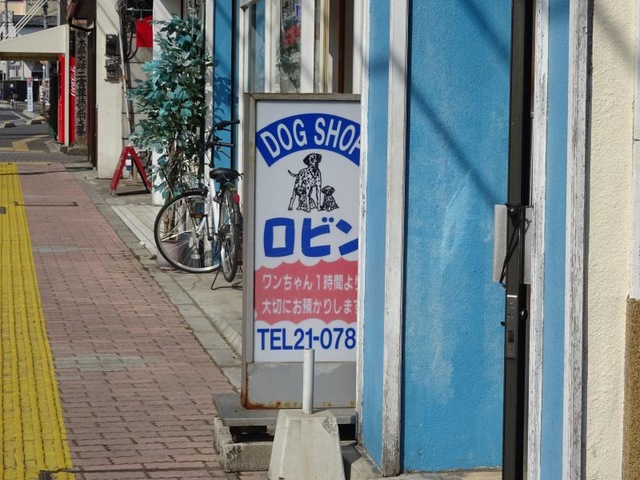 DOG SHOP
ロビン
ワンちゃん1時間より
大切にお預かりします
TEL21-078